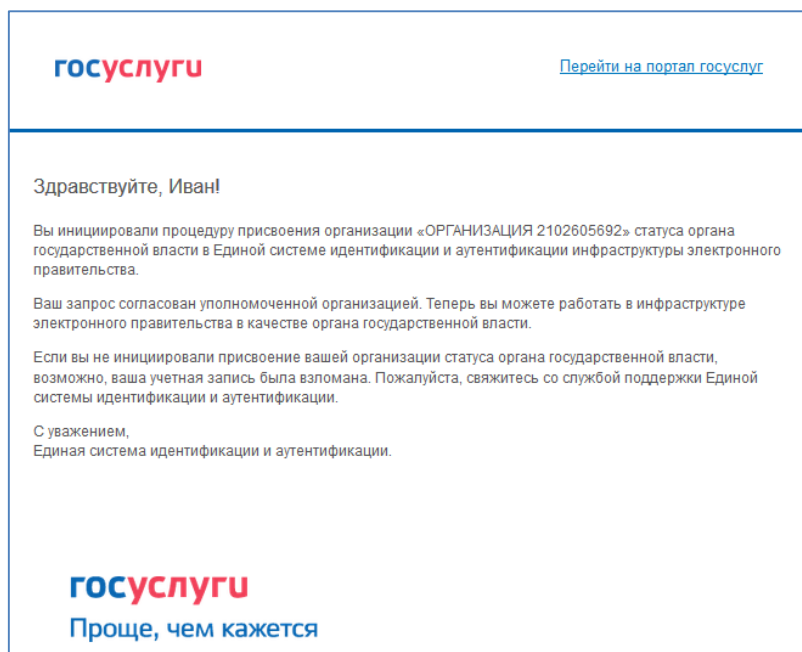 госуслуги
Перейти на портал госуслуг
Здравствуйте, Иван!
Вы инициировали процедуру присвоения организации «ОРГАНИЗАЦИЯ 2102605692» статуса органа
государственной власти в Единой системе идентификации и аутентификации инфраструктуры электронного
правительства.
Ваш запрос согласован уполномоченной организацией. Теперь вы можете работать в инфраструктуре
электронного правительства в качестве органа государственной власти.
Если вы не инициировали присвоение вашей организации статуса органа государственной власти,
возможно, ваша учетная запись была взломана. Пожалуйста, свяжитесь со службой поддержки Единой
системы идентификации и аутентификации.
С уважением,
Единая система идентификации и аутентификации.
госуслуги
Проще, чем кажется